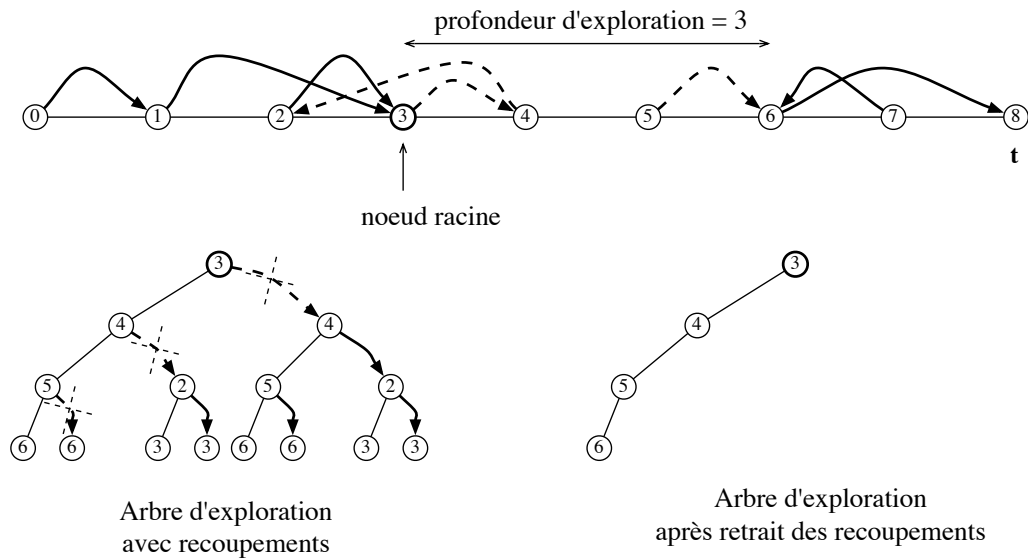 profondeur d'exploration = 3
0 1 2 3 4 5 6 7 8
t
noeud racine
3
4 4
5 2 5 2
6 6 3 3 6 6 3 3
Arbre d'exploration
avec recoupements
3
4
5
6
Arbre d'exploration
après retrait des recoupements